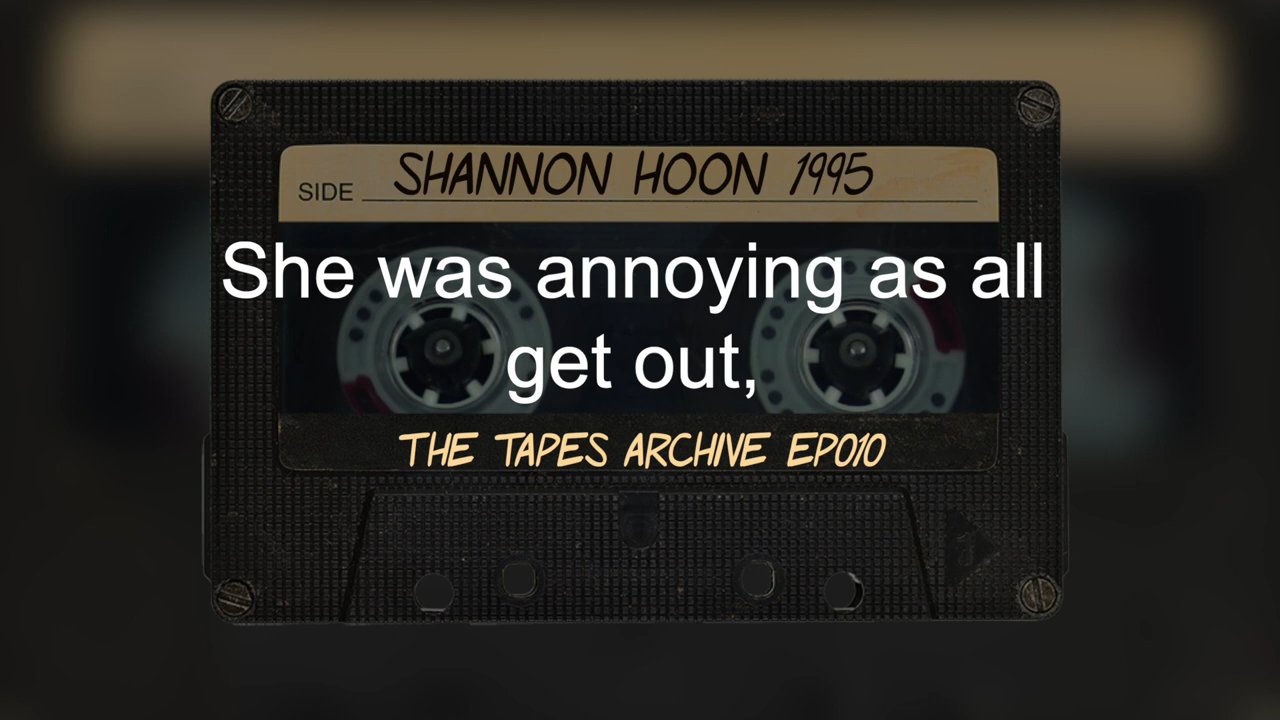 SHANNON HOON 1995
SIDE
She was annoying as all
get out,
THE TAPES ARCHIVE EP010